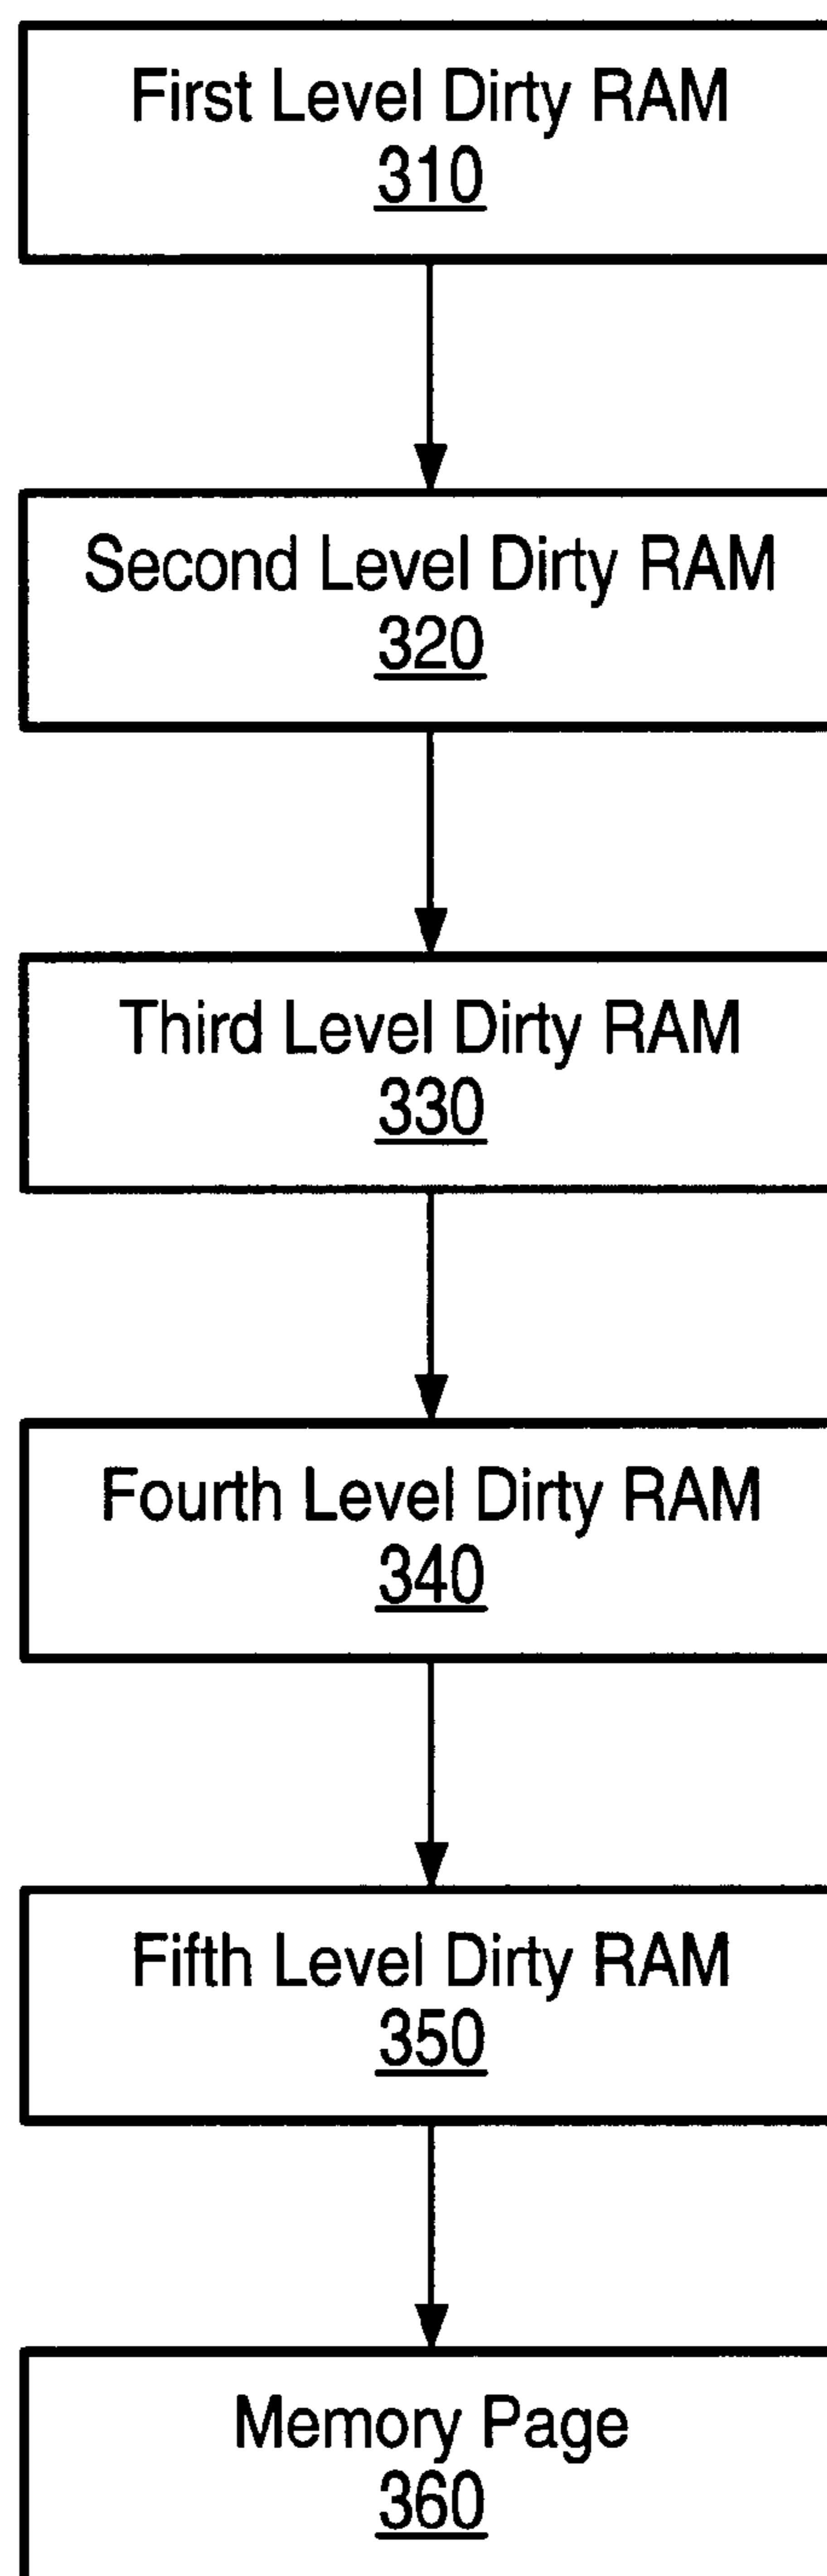 First Level Dirty RAM
310
Second Level Dirty RAM
320
Third Level Dirty RAM
330
Fourth Level Dirty RAM
340
Fifth Level Dirty RAM
350
Memory Page
360